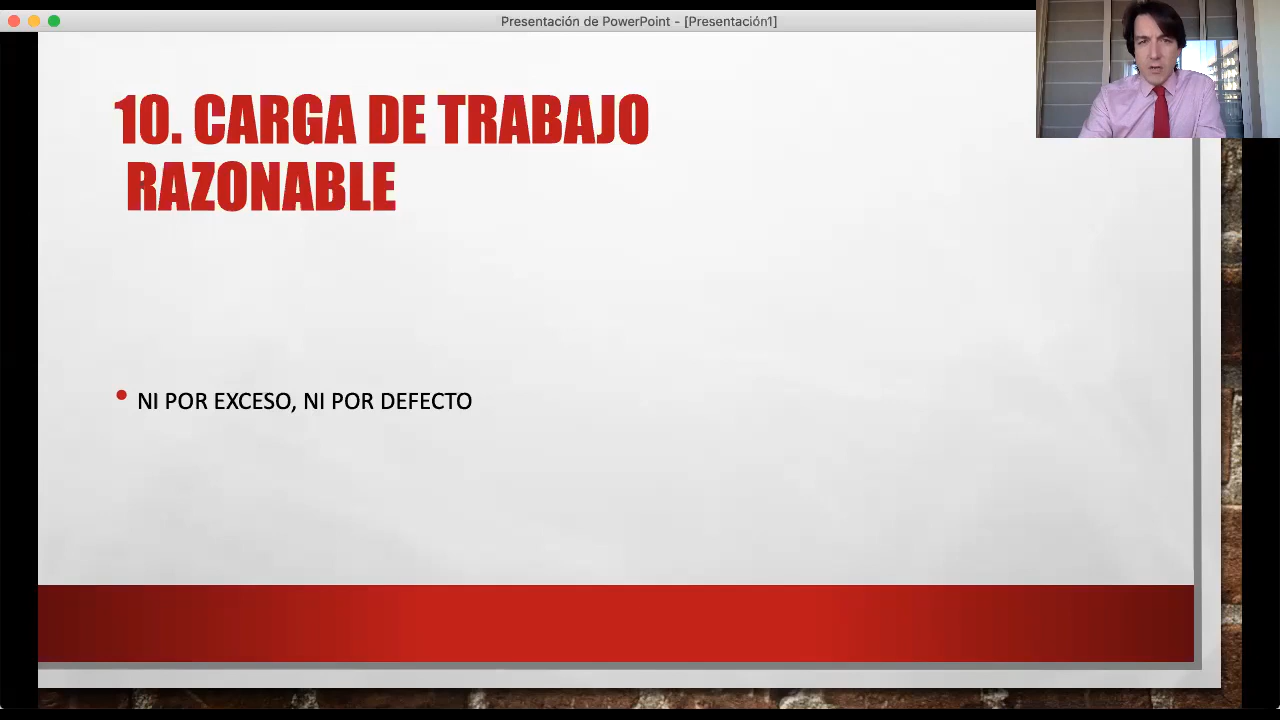 Presentación de PowerPoint - [Presentación1]
10. CARGA DE TRABAJO
RAZONABLE
• NI POR EXCESO, NI POR DEFECTO